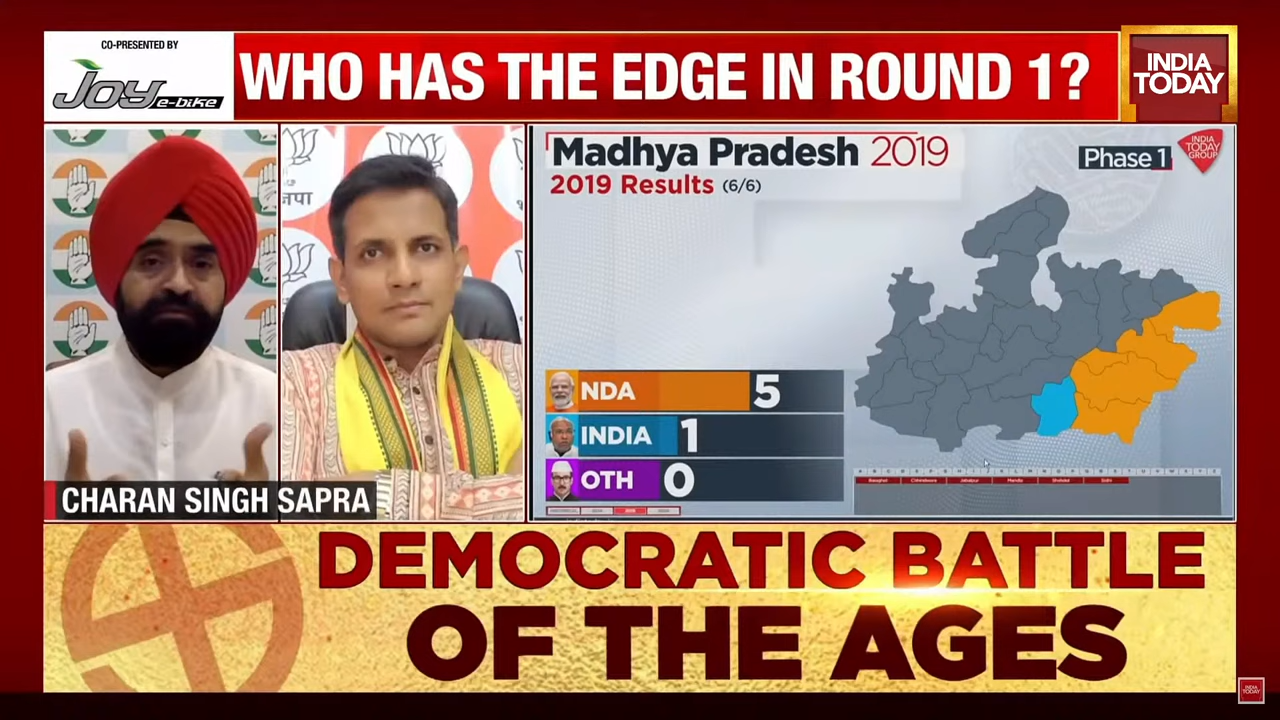 CO-PRESENTED BY
Joy e-bike
WHO HAS THE EDGE IN ROUND 1?
INDIA
TODAY
Madhya Pradesh 2019
2019 Results (6/6)
Phase 1
INDIA
TODAY
GROUP
NDA 5
INDIA 1
OTH 0
CHARAN SINGH SAPRA
DEMOCRATIC BATTLE
OF THE AGES
INDIA
TODAY